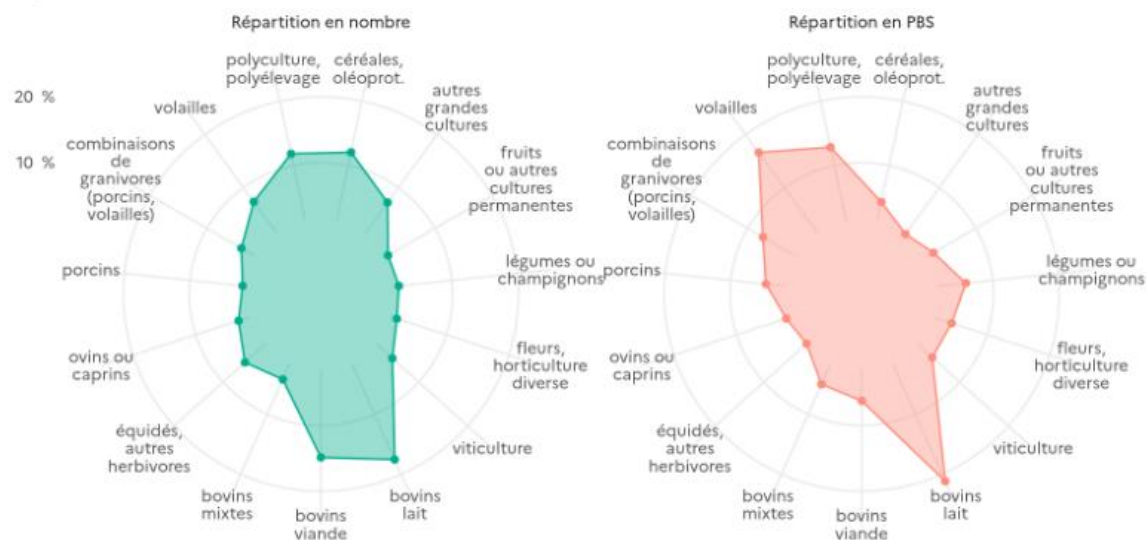 Répartition en nombre
20 %
10 %
polyculture,
polyélevage
céréales,
oléoprot.
autres
grandes
cultures
fruits
ou autres
cultures
permanentes
légumes ou
champignons
fleurs,
horticulture
diverse
viticulture
bovins
lait
bovins
viande
bovins
mixtes
équidés,
autres
herbivores
ovins ou
caprins
porcins
combinaisons
de
granivores
(porcins,
volailles)
volailles
Répartition en PBS
polyculture,
polyélevage
céréales,
oléoprot.
autres
grandes
cultures
fruits
ou autres
cultures
permanentes
légumes ou
champignons
fleurs,
horticulture
diverse
viticulture
bovins
lait
bovins
viande
bovins
mixtes
équidés,
autres
herbivores
ovins ou
caprins
porcins
combinaisons
de
granivores
(porcins,
volailles)
volailles